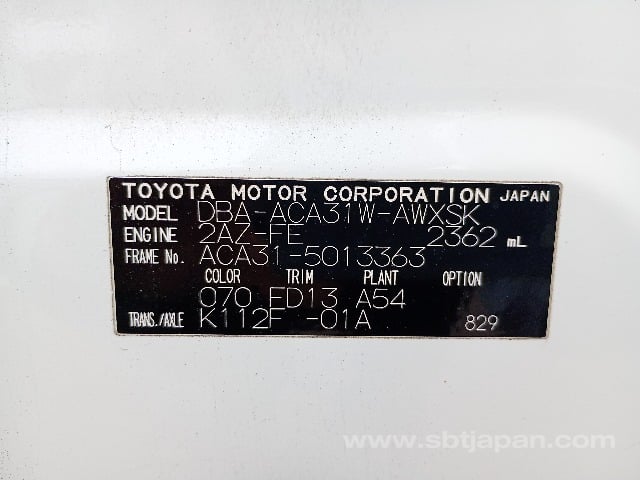 TOYOTA MOTOR CORPORATION JAPAN
MODEL DBA-ACA31W-AWXSK
ENGINE 2AZ-FE 2362 mL
FRAME No. ACA31-5013363
COLOR TRIM PLANT OPTION
070 FD13 A54
TRANS./AXLE K112F -01A 829
www.sbtjapan.com